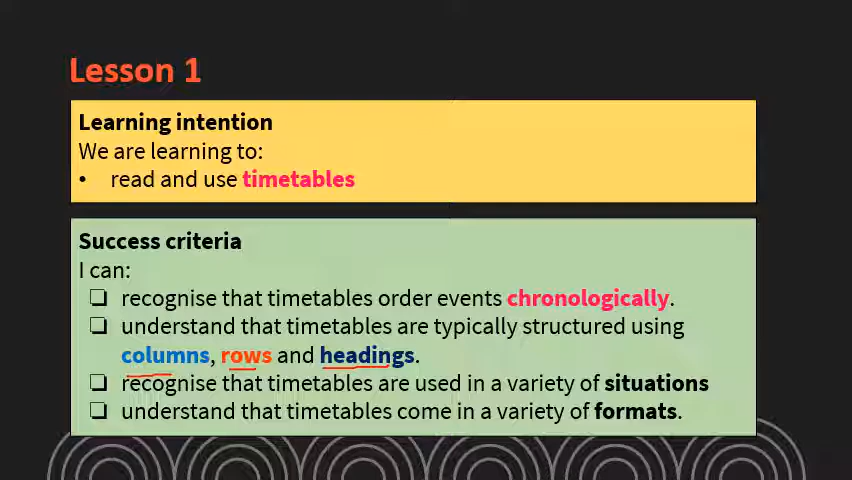 Lesson 1
Learning intention
We are learning to:
• read and use timetables
Success criteria
I can:
❑ recognise that timetables order events chronologically.
❑ understand that timetables are typically structured using
columns, rows and headings.
❑ recognise that timetables are used in a variety of situations
❑ understand that timetables come in a variety of formats.